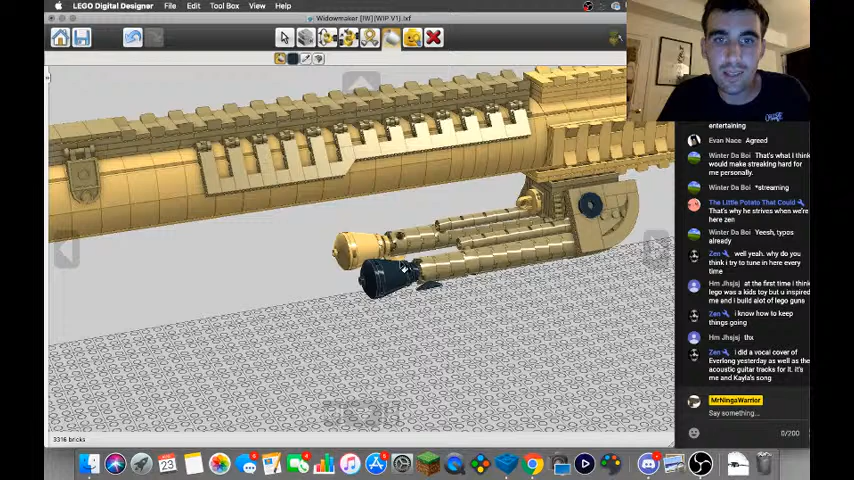 LEGO Digital Designer File Edit Tool Box View Help
Widowmaker [IW] [WIP V1].lxf
entertaining
Evan Nace Agreed
Winter Da Boi That's what I think
would make streaking hard for
me personally.
Winter Da Boi *streaming
The Little Potato That Could
That's why he strives when we're
here zen
Winter Da Boi Yeesh, typos
already
Zen well yeah. why do you
think i try to tune in here every
time
Hm Jhsjsj at the first time i think
lego was a kids toy but u inspired
me and i build alot of lego guns
Zen i know how to keep
things going
Hm Jhsjsj thx
Zen i did a vocal cover of
Everlong yesterday as well as the
acoustic guitar tracks for it. it's
me and Kayla's song
MrNingaWarrior
Say something...
0/200
3316 bricks
23